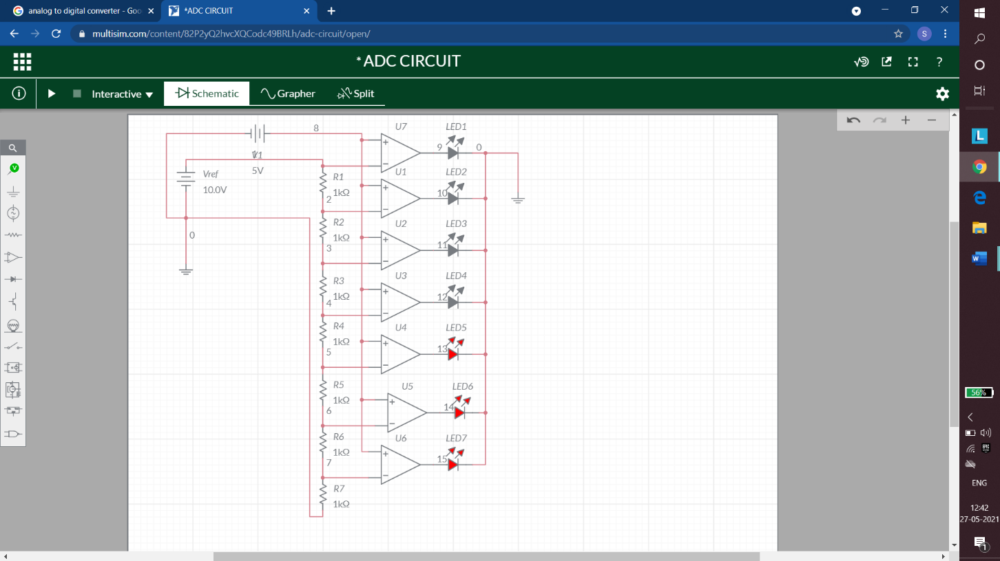 analog to digital converter - Goo
*ADC CIRCUIT
multisim.com/content/82P2yQ2hvcXQCodc49BRLh/adc-circuit/open/
S
* ADC CIRCUIT
?
Interactive
Schematic
Grapher
Split
8
U7
LED1
+
9
0
V1
1
5V
Vref
10.0V
−
R1
1kΩ
2
U1
LED2
+
10
−
R2
1kΩ
3
U2
LED3
+
11
−
0
R3
1kΩ
4
U3
LED4
+
12
−
R4
1kΩ
5
U4
LED5
+
13
−
R5
1kΩ
6
U5
LED6
+
14
−
R6
1kΩ
7
U6
LED7
+
15
−
R7
1kΩ
L
W
56%
EPIC
ENG
12:42
27-05-2021
1